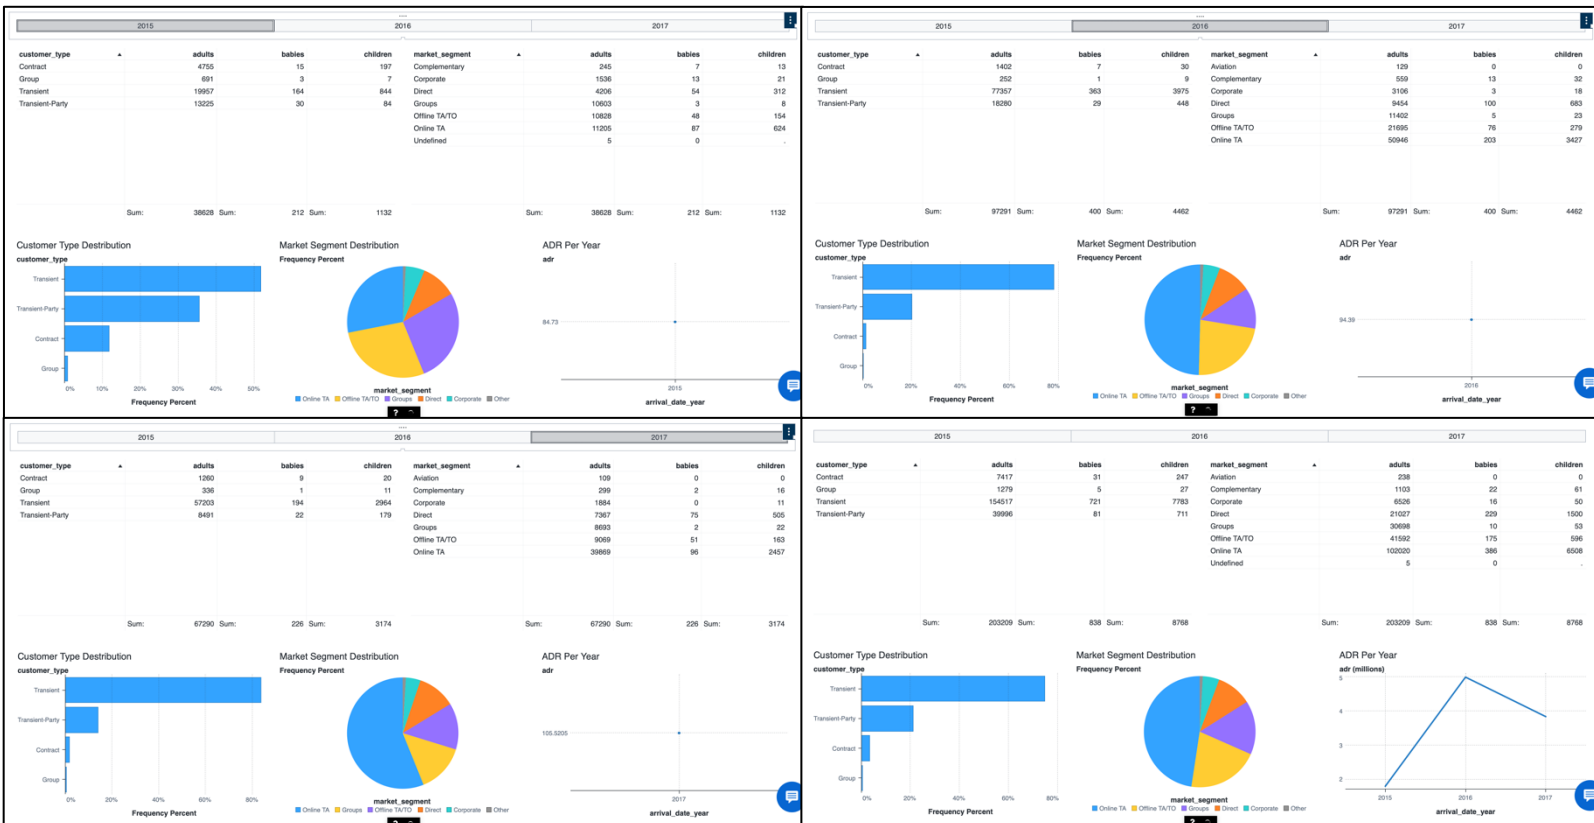 2015 2016 2017
customer_type adults babies children market_segment adults babies children
Contract 4755 15 197 Complementary 245 7 13
Group 691 3 7 Corporate 1536 13 21
Transient 19957 164 844 Direct 4206 54 312
Transient-Party 13225 30 84 Groups 10603 3 8
Offline TA/TO 10828 48 154
Online TA 11205 87 624
Undefined 5 0 .
Sum: 38628 Sum: 212 Sum: 1132 Sum: 38628 Sum: 212 Sum: 1132
Customer Type Destribution
customer_type
Transient
Transient-Party
Contract
Group
0% 10% 20% 30% 40% 50%
Frequency Percent
Market Segment Destribution
Frequency Percent
market_segment
Online TA Offline TA/TO Groups Direct Corporate Other
?
ADR Per Year
adr
84.73
2015
arrival_date_year
2015 2016 2017
customer_type adults babies children market_segment adults babies children
Contract 1402 7 30 Aviation 129 0 0
Group 252 1 9 Complementary 559 13 32
Transient 77357 363 3975 Corporate 3106 3 18
Transient-Party 18280 29 448 Direct 9454 100 683
Groups 11402 5 23
Offline TA/TO 21695 76 279
Online TA 50946 203 3427
Sum: 97291 Sum: 400 Sum: 4462 Sum: 97291 Sum: 400 Sum: 4462
Customer Type Destribution
customer_type
Transient
Transient-Party
Contract
Group
0% 20% 40% 60% 80%
Frequency Percent
Market Segment Destribution
Frequency Percent
market_segment
Online TA Offline TA/TO Groups Direct Corporate Other
?
ADR Per Year
adr
94.39
2016
arrival_date_year
2015 2016 2017
customer_type adults babies children market_segment adults babies children
Contract 1260 9 20 Aviation 109 0 0
Group 336 1 11 Complementary 299 2 16
Transient 57203 194 2964 Corporate 1884 0 11
Transient-Party 8491 22 179 Direct 7367 75 505
Groups 8693 2 22
Offline TA/TO 9069 51 163
Online TA 39869 96 2457
Sum: 67290 Sum: 226 Sum: 3174 Sum: 67290 Sum: 226 Sum: 3174
Customer Type Destribution
customer_type
Transient
Transient-Party
Contract
Group
0% 20% 40% 60% 80%
Frequency Percent
Market Segment Destribution
Frequency Percent
market_segment
Online TA Groups Offline TA/TO Direct Corporate Other
?
ADR Per Year
adr
105.5205
2017
arrival_date_year
2015 2016 2017
customer_type adults babies children market_segment adults babies children
Contract 7417 31 247 Aviation 238 0 0
Group 1279 5 27 Complementary 1103 22 61
Transient 154517 721 7783 Corporate 6526 16 50
Transient-Party 39996 81 711 Direct 21027 229 1500
Groups 30698 10 53
Offline TA/TO 41592 175 596
Online TA 102020 386 6508
Undefined 5 0 .
Sum: 203209 Sum: 838 Sum: 8768 Sum: 203209 Sum: 838 Sum: 8768
Customer Type Destribution
customer_type
Transient
Transient-Party
Contract
Group
0% 20% 40% 60% 80%
Frequency Percent
Market Segment Destribution
Frequency Percent
market_segment
Online TA Offline TA/TO Groups Direct Corporate Other
?
ADR Per Year
adr (millions)
5
4
3
2
2015 2016 2017
arrival_date_year